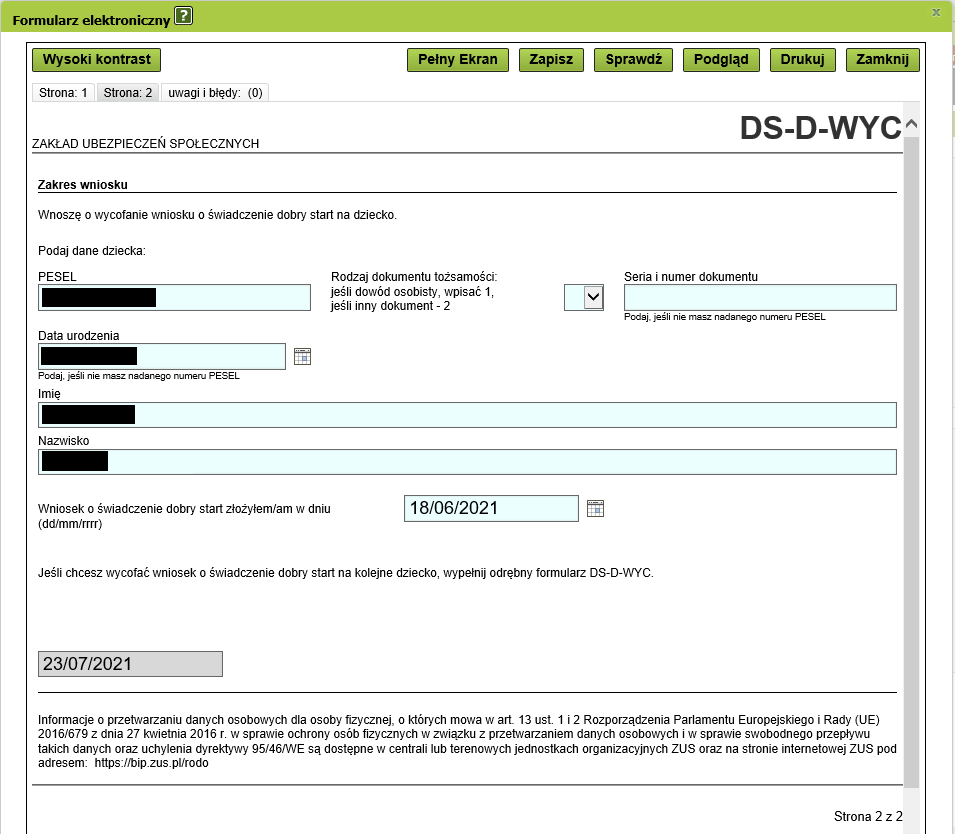 Formularz elektroniczny ?
x
Wysoki kontrast Pełny Ekran Zapisz Sprawdź Podgląd Drukuj Zamknij
Strona: 1 Strona: 2 uwagi i błędy: (0)
DS-D-WYC
ZAKŁAD UBEZPIECZEŃ SPOŁECZNYCH
Zakres wniosku
Wnoszę o wycofanie wniosku o świadczenie dobry start na dziecko.
Podaj dane dziecka:
PESEL
Rodzaj dokumentu tożsamości:
jeśli dowód osobisty, wpisać 1,
jeśli inny dokument - 2
Seria i numer dokumentu
Podaj, jeśli nie masz nadanego numeru PESEL
Data urodzenia
Podaj, jeśli nie masz nadanego numeru PESEL
Imię
Nazwisko
Wniosek o świadczenie dobry start złożyłem/am w dniu
(dd/mm/rrrr)
18/06/2021
Jeśli chcesz wycofać wniosek o świadczenie dobry start na kolejne dziecko, wypełnij odrębny formularz DS-D-WYC.
23/07/2021
Informacje o przetwarzaniu danych osobowych dla osoby fizycznej, o których mowa w art. 13 ust. 1 i 2 Rozporządzenia Parlamentu Europejskiego i Rady (UE)
2016/679 z dnia 27 kwietnia 2016 r. w sprawie ochrony osób fizycznych w związku z przetwarzaniem danych osobowych i w sprawie swobodnego przepływu
takich danych oraz uchylenia dyrektywy 95/46/WE są dostępne w centrali lub terenowych jednostkach organizacyjnych ZUS oraz na stronie internetowej ZUS pod
adresem: https://bip.zus.pl/rodo
Strona 2 z 2